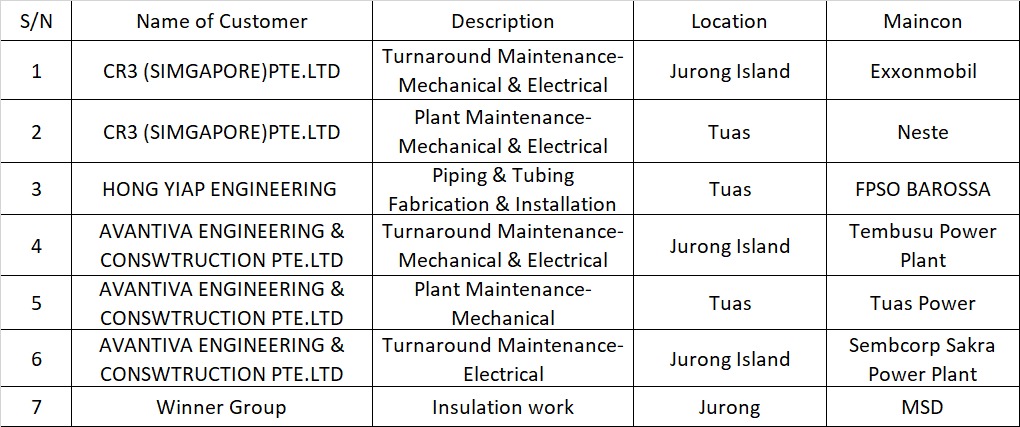 S/N Name of Customer Description Location Maincon
1 CR3 (SIMGAPORE)PTE.LTD Turnaround Maintenance-
Mechanical & Electrical Jurong Island Exxonmobil
2 CR3 (SIMGAPORE)PTE.LTD Plant Maintenance-
Mechanical & Electrical Tuas Neste
3 HONG YIAP ENGINEERING Piping & Tubing
Fabrication & Installation Tuas FPSO BAROSSA
4 AVANTIVA ENGINEERING &
CONSWTRUCTION PTE.LTD Turnaround Maintenance-
Mechanical & Electrical Jurong Island Tembusu Power
Plant
5 AVANTIVA ENGINEERING &
CONSWTRUCTION PTE.LTD Plant Maintenance-
Mechanical Tuas Tuas Power
6 AVANTIVA ENGINEERING &
CONSWTRUCTION PTE.LTD Turnaround Maintenance-
Electrical Jurong Island Sembcorp Sakra
Power Plant
7 Winner Group Insulation work Jurong MSD